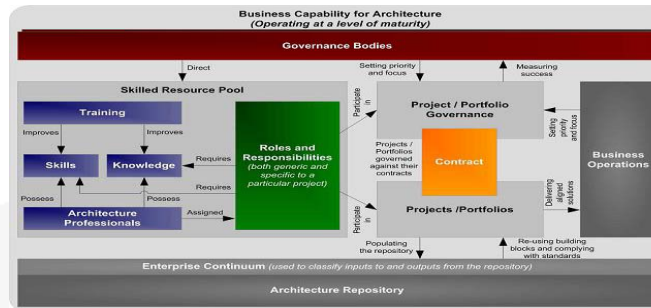 Business Capability for Architecture
(Operating at a level of maturity)
Governance Bodies
Direct
Setting priority
and focus
Measuring
success
Skilled Resource Pool
Training
Improves
Improves
Skills
Knowledge
Possess
Possess
Architecture
Professionals
Requires
Requires
Assigned
Roles and
Responsibilities
(both generic and
specific to a
particular project)
Participate
in
Participate
in
Project / Portfolio
Governance
Projects /
Portfolios
governed
against their
contracts
Contract
Projects /Portfolios
Setting
priority
and focus
Delivering
aligned
solutions
Business
Operations
Populating
the repository
Re-using building
blocks and complying
with standards
Enterprise Continuum (used to classify inputs to and outputs from the repository)
Architecture Repository